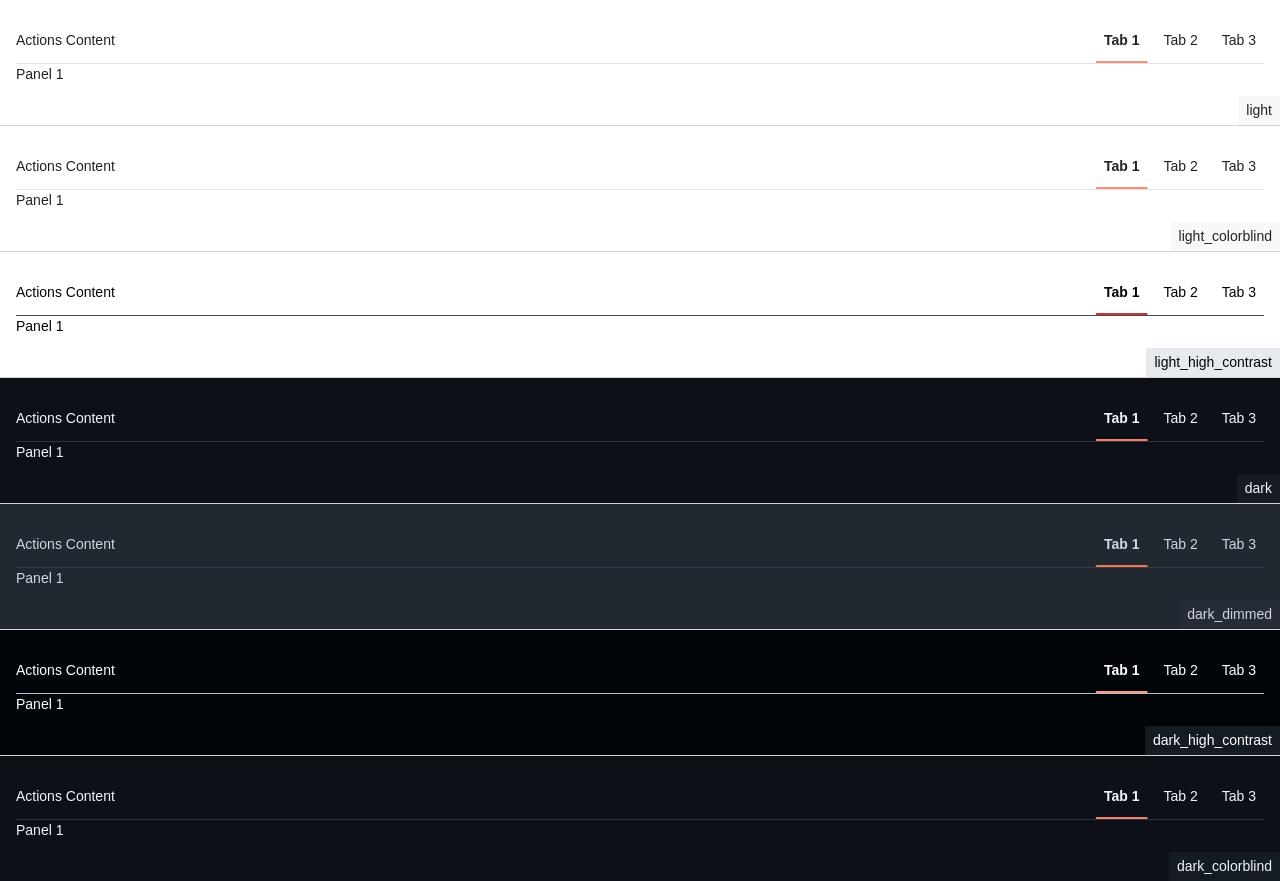 Actions Content Tab 1 Tab 2 Tab 3
Panel 1
light
Actions Content Tab 1 Tab 2 Tab 3
Panel 1
light_colorblind
Actions Content Tab 1 Tab 2 Tab 3
Panel 1
light_high_contrast
Actions Content Tab 1 Tab 2 Tab 3
Panel 1
dark
Actions Content Tab 1 Tab 2 Tab 3
Panel 1
dark_dimmed
Actions Content Tab 1 Tab 2 Tab 3
Panel 1
dark_high_contrast
Actions Content Tab 1 Tab 2 Tab 3
Panel 1
dark_colorblind